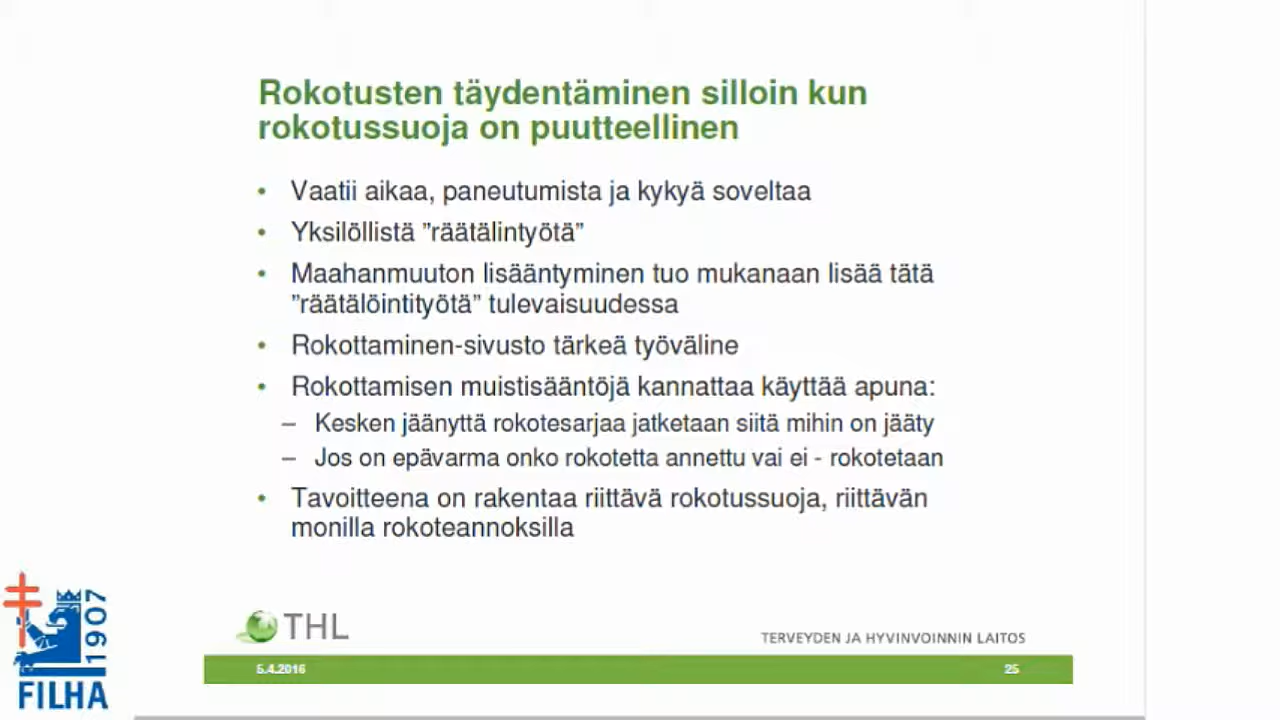 Rokotusten täydentäminen silloin kun
rokotussuoja on puutteellinen
• Vaatii aikaa, paneutumista ja kykyä soveltaa
• Yksilöllistä ”räätälintyötä”
• Maahanmuuton lisääntyminen tuo mukanaan lisää tätä
”räätälöintityötä” tulevaisuudessa
• Rokottaminen-sivusto tärkeä työväline
• Rokottamisen muistisääntöjä kannattaa käyttää apuna:
– Kesken jäänyttä rokotesarjaa jatketaan siitä mihin on jääty
– Jos on epävarma onko rokotetta annettu vai ei - rokotetaan
• Tavoitteena on rakentaa riittävä rokotussuoja, riittävän
monilla rokoteannoksilla
THL
TERVEYDEN JA HYVINVOINNIN LAITOS
5.4.2016
25
1907
FILHA